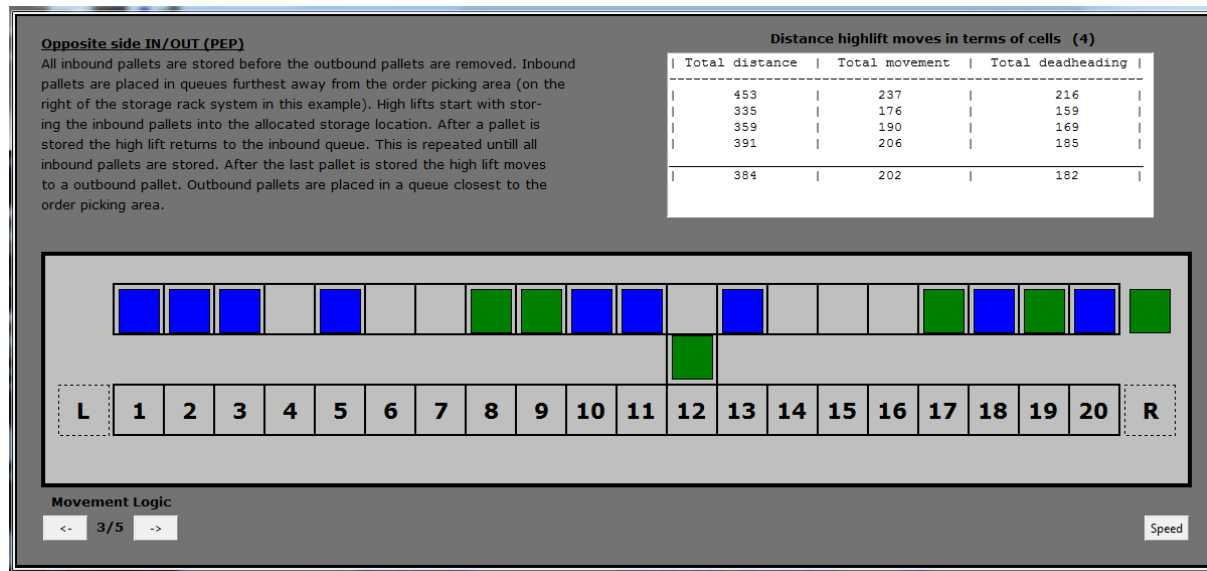 Opposite side IN/OUT (PEP)
All inbound pallets are stored before the outbound pallets are removed. Inbound
pallets are placed in queues furthest away from the order picking area (on the
right of the storage rack system in this example). High lifts start with stor-
ing the inbound pallets into the allocated storage location. After a pallet is
stored the high lift returns to the inbound queue. This is repeated untill all
inbound pallets are stored. After the last pallet is stored the high lift moves
to a outbound pallet. Outbound pallets are placed in a queue closest to the
order picking area.
Distance highlift moves in terms of cells (4)
| Total distance | Total movement | Total deadheading |
| 453 | 237 | 216 |
| 335 | 176 | 159 |
| 359 | 190 | 169 |
| 391 | 206 | 185 |
| 384 | 202 | 182 |
L 1 2 3 4 5 6 7 8 9 10 11 12 13 14 15 16 17 18 19 20 R
Movement Logic
<- 3/5 ->
Speed